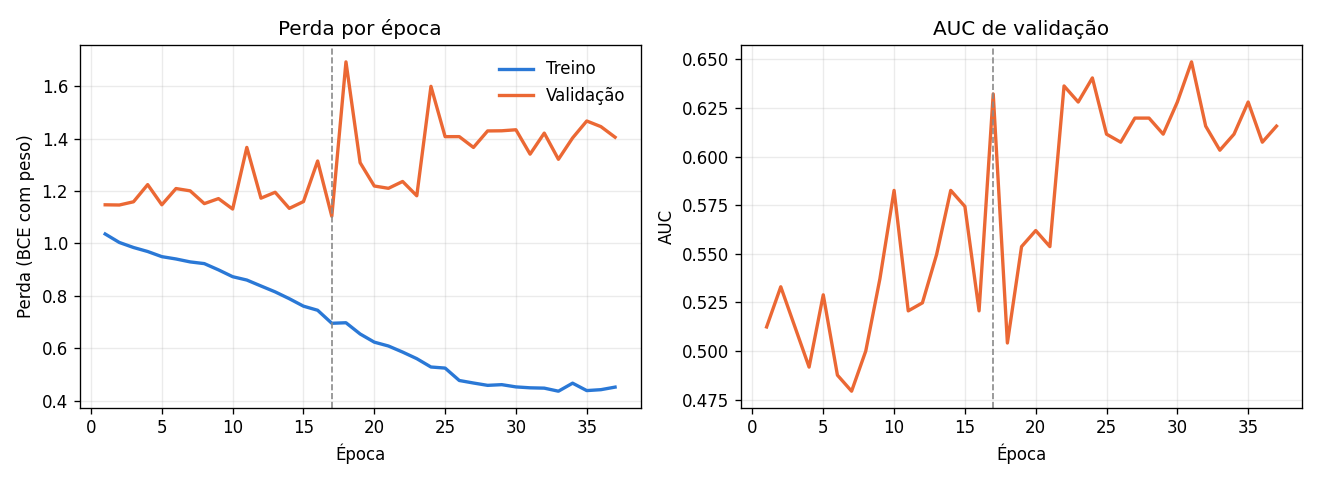 Perda por época
Perda (BCE com peso)
1.6
1.4
1.2
1.0
0.8
0.6
0.4
0 5 10 15 20 25 30 35
Época
Treino
Validação
AUC de validação
AUC
0.650
0.625
0.600
0.575
0.550
0.525
0.500
0.475
0 5 10 15 20 25 30 35
Época